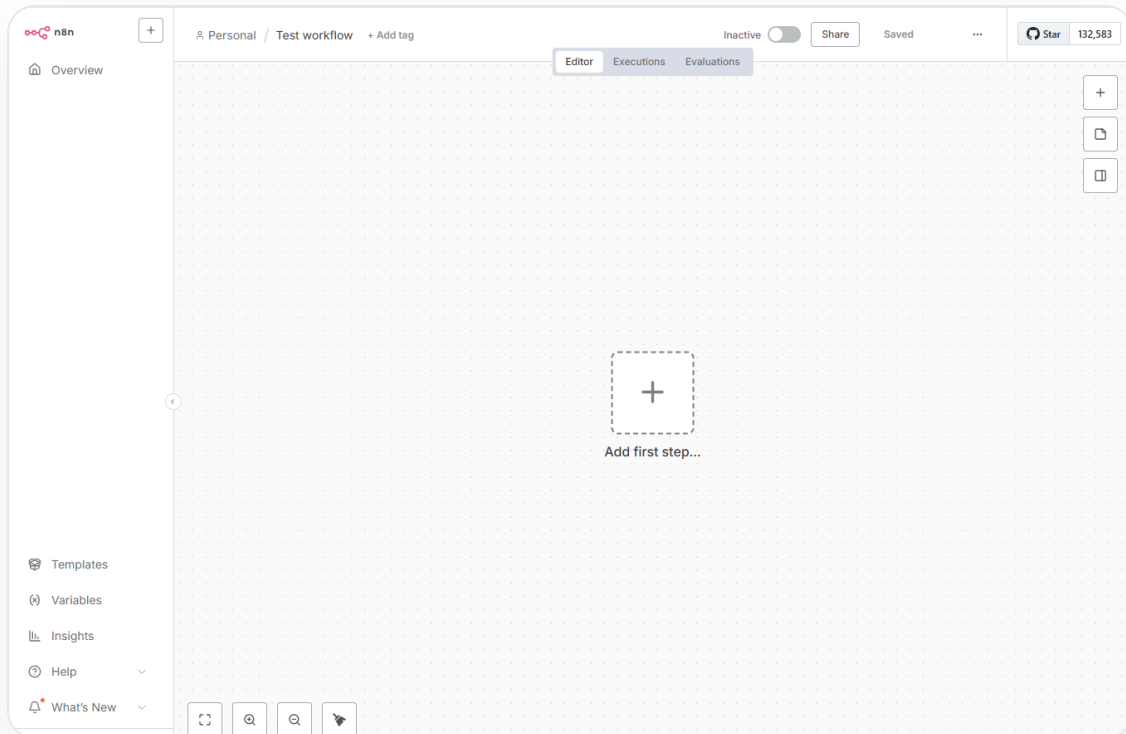 n8n
Personal / Test workflow + Add tag
Inactive
Share
Saved
Star 132,583
Overview
Editor Executions Evaluations
Add first step...
Templates
Variables
Insights
Help
What's New